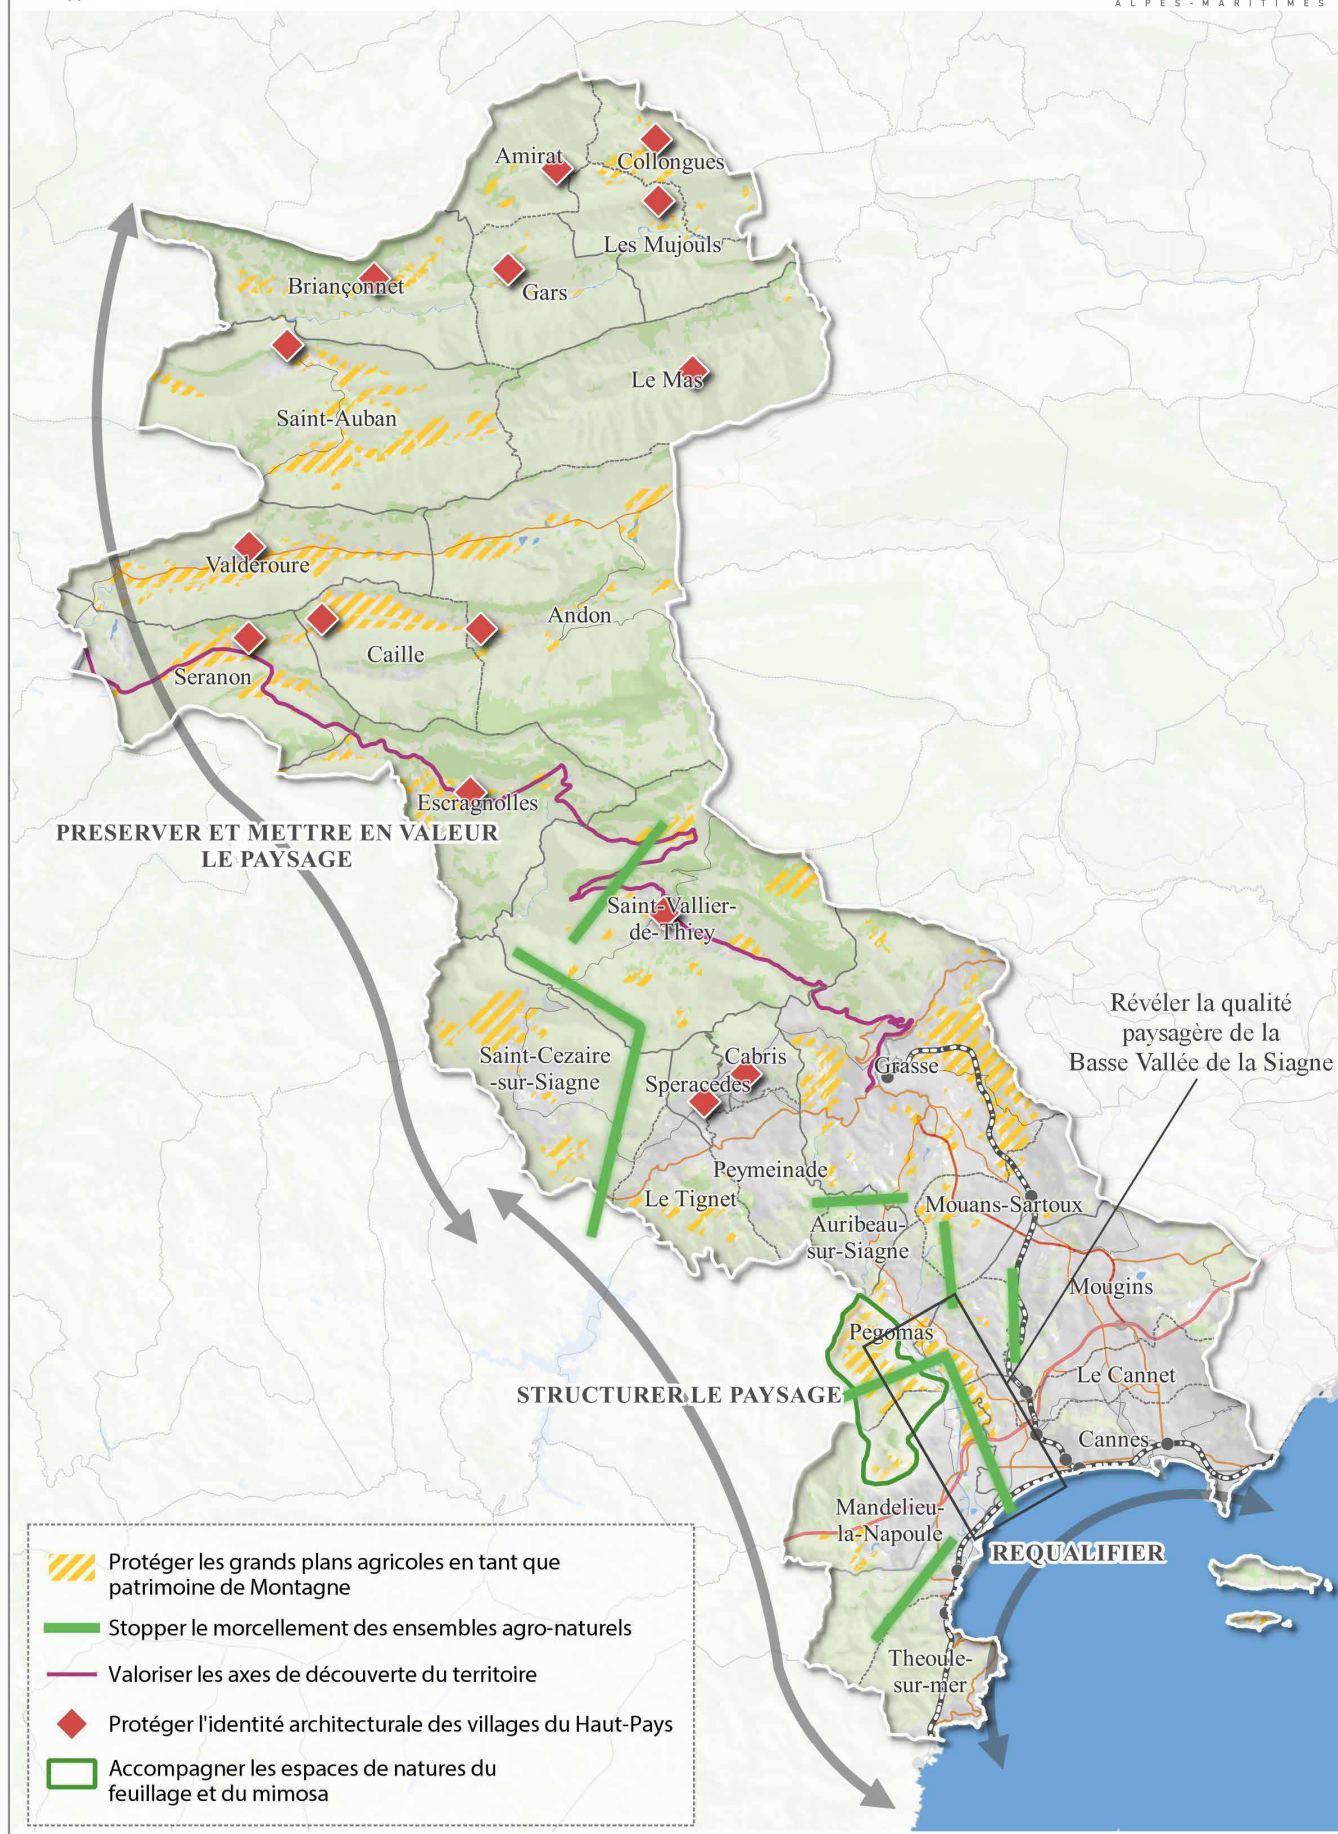 ALPES-MARITIMES
Amirat
Collongues
Les Mujouls
Briançonnet
Gars
Le Mas
Saint-Auban
Valderoure
Andon
Caille
Seranon
Escragnolles
PRESERVER ET METTRE EN VALEUR
LE PAYSAGE
Saint-Vallier-
de-Thiey
Révéler la qualité
paysagère de la
Basse Vallée de la Siagne
Saint-Cezaire
-sur-Siagne
Cabris
Speracedes
Grasse
Peymeinade
Le Tignet
Mouans-Sartoux
Auribeau-
sur-Siagne
Mougins
Pegomas
Le Cannet
STRUCTURER LE PAYSAGE
Cannes
Mandelieu-
la-Napoule
REQUALIFIER
Theoule-
sur-mer
Protéger les grands plans agricoles en tant que
patrimoine de Montagne
Stopper le morcellement des ensembles agro-naturels
Valoriser les axes de découverte du territoire
Protéger l'identité architecturale des villages du Haut-Pays
Accompagner les espaces de natures du
feuillage et du mimosa